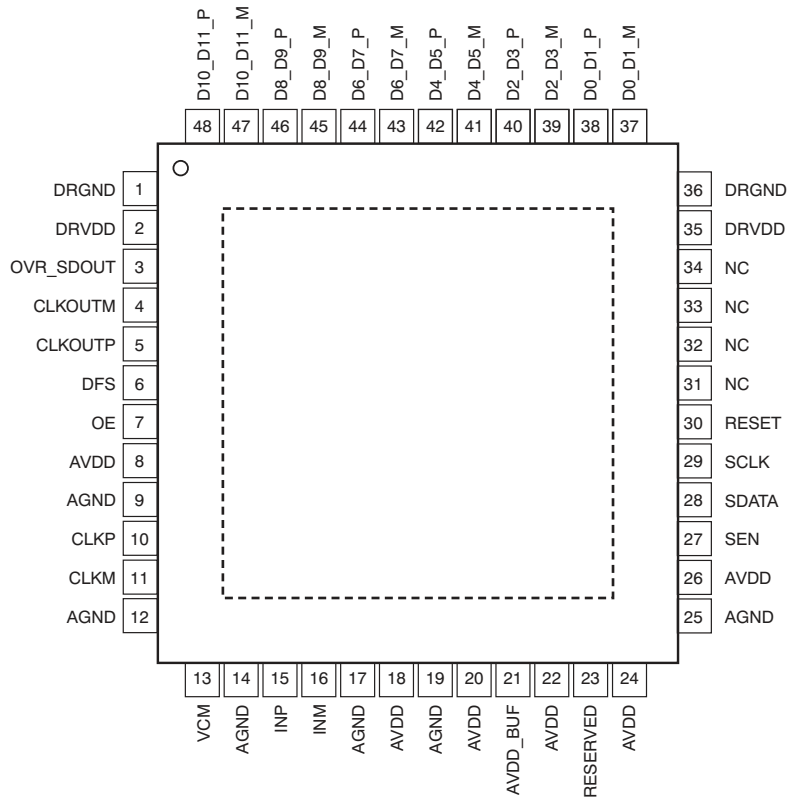 D10_D11_P
D10_D11_M
D8_D9_P
D8_D9_M
D6_D7_P
D6_D7_M
D4_D5_P
D4_D5_M
D2_D3_P
D2_D3_M
D0_D1_P
D0_D1_M
48 47 46 45 44 43 42 41 40 39 38 37
DRGND 1
36 DRGND
DRVDD 2
35 DRVDD
OVR_SDOUT 3
34 NC
CLKOUTM 4
33 NC
CLKOUTP 5
32 NC
DFS 6
31 NC
OE 7
30 RESET
AVDD 8
29 SCLK
AGND 9
28 SDATA
CLKP 10
27 SEN
CLKM 11
26 AVDD
AGND 12
25 AGND
13 14 15 16 17 18 19 20 21 22 23 24
VCM
AGND
INP
INM
AGND
AVDD
AGND
AVDD
AVDD_BUF
AVDD
RESERVED
AVDD